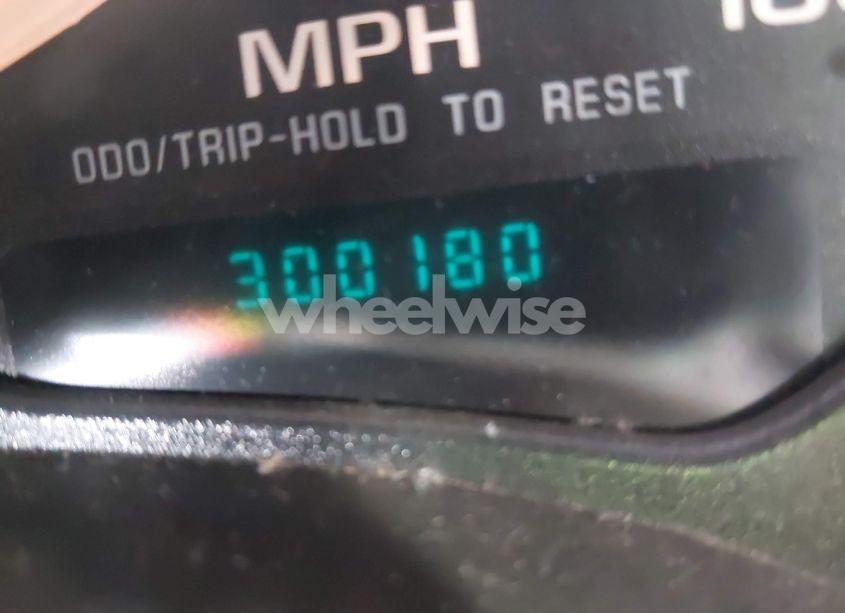 MPH
ODO/TRIP-HOLD TO RESET
300180
wheelwise